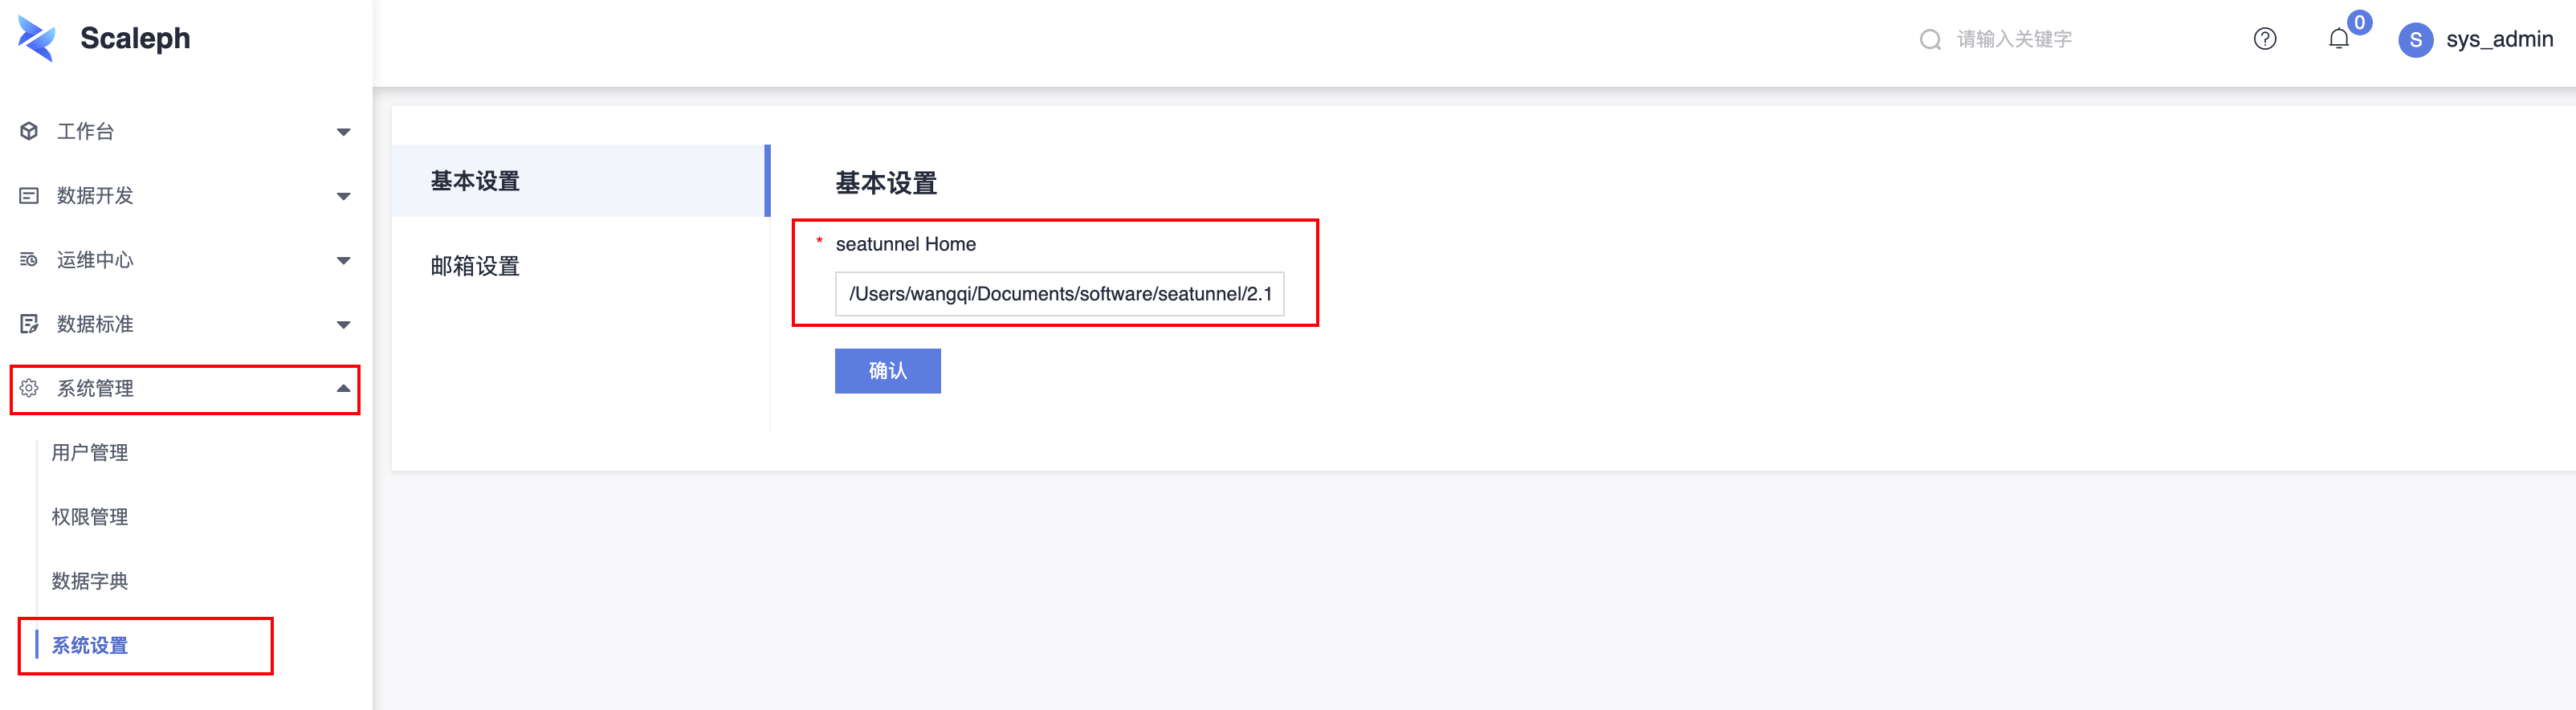 Scaleph
请输入关键字
0
S
sys_admin
工作台
数据开发
运维中心
数据标准
系统管理
用户管理
权限管理
数据字典
系统设置
基本设置
邮箱设置
基本设置
* seatunnel Home
/Users/wangqi/Documents/software/seatunnel/2.1
确认